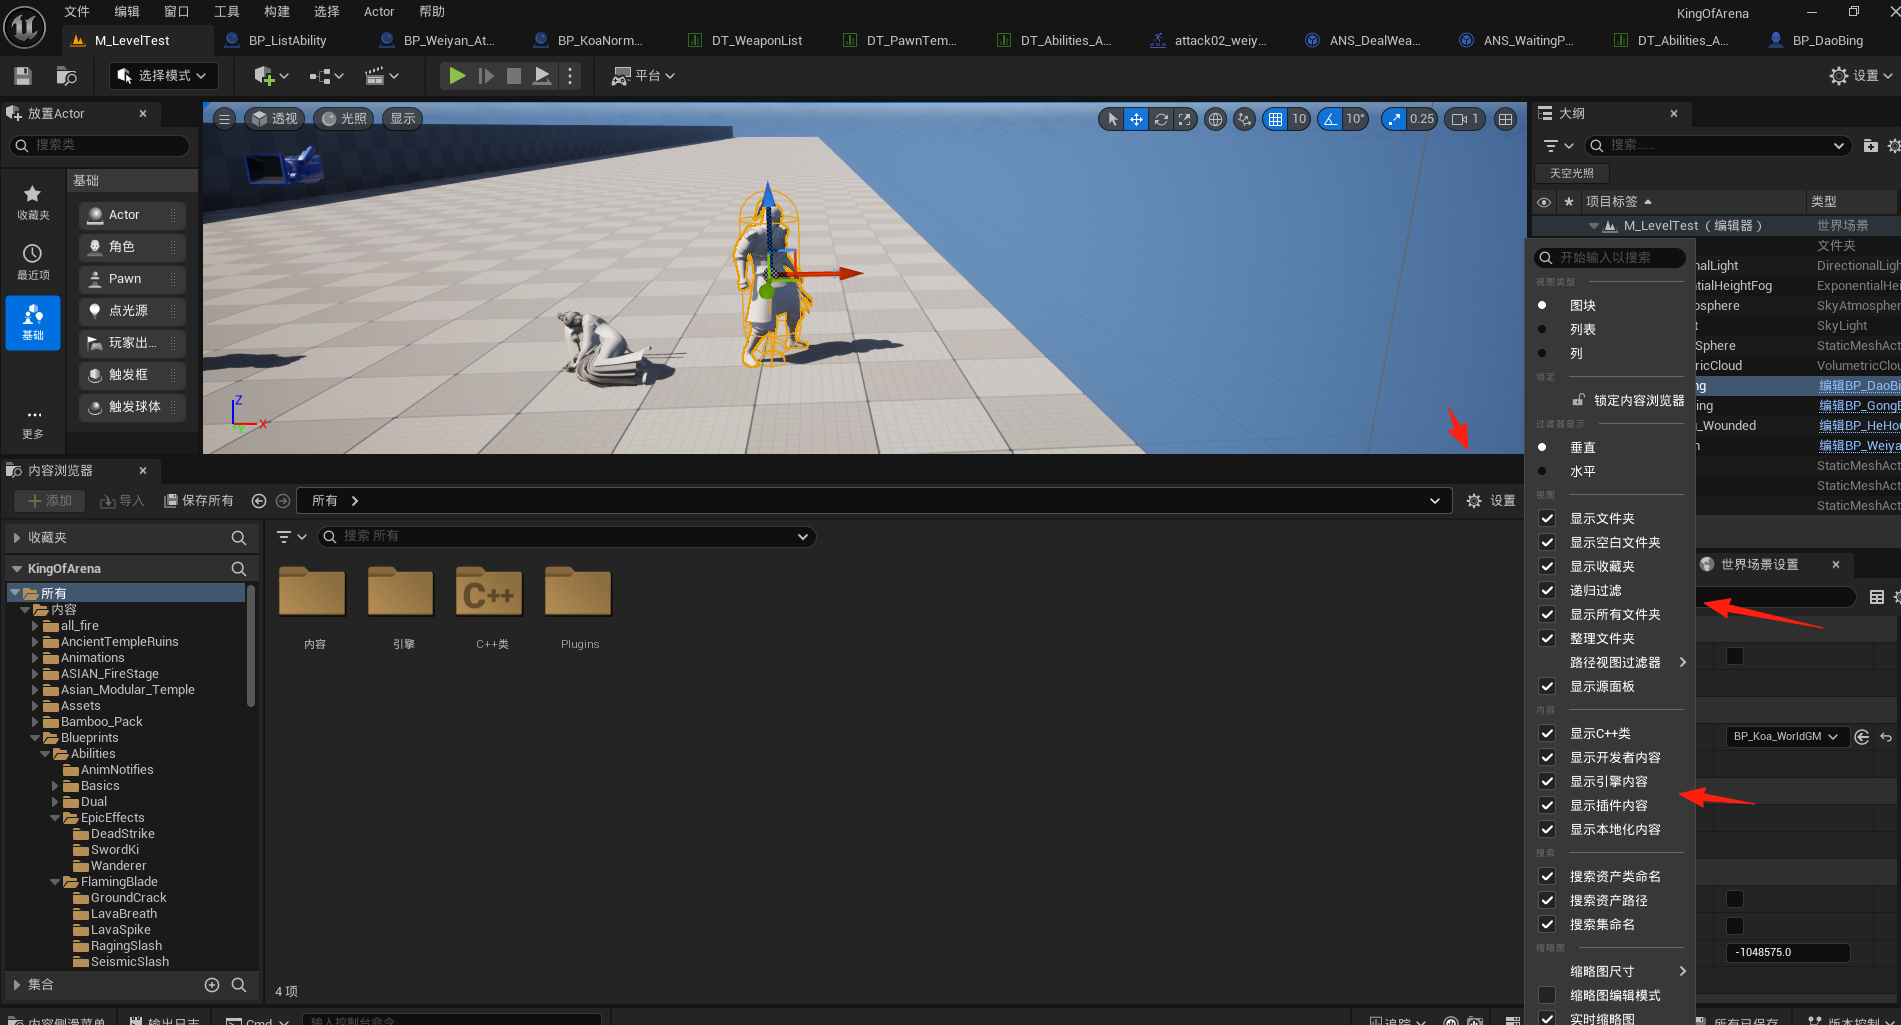 文件 编辑 窗口 工具 构建 选择 Actor 帮助
KingOfArena
M_LevelTest BP_ListAbility BP_Weiyan_At... BP_KoaNorm... DT_WeaponList DT_PawnTem... DT_Abilities_A... attack02_weiy... ANS_DealWea... ANS_WaitingP... DT_Abilities_A... BP_DaoBing
选择模式 平台 设置
放置Actor
搜索类
收藏夹
最近项
基础
更多
基础
Actor
角色
Pawn
点光源
玩家出...
触发框
触发球体
透视 光照 显示
10 10° 0.25 1
Z
X
Y
大纲
搜索......
天空光照
项目标签 类型
M_LevelTest（编辑器） 世界场景
文件夹
nalLight DirectionalLight
ntialHeightFog ExponentialHei
osphere SkyAtmospher
t SkyLight
Sphere StaticMeshAct
ricCloud VolumetricClou
ng 编辑BP_DaoBi
ing 编辑BP_GongB
_Wounded 编辑BP_HeHou
n 编辑BP_Weiya
StaticMeshAct
StaticMeshAct
StaticMeshAct
开始输入以搜索
视图类型
图块
列表
列
锁定
锁定内容浏览器
过滤器显示
垂直
水平
视图
显示文件夹
显示空白文件夹
显示收藏夹
递归过滤
显示所有文件夹
整理文件夹
路径视图过滤器
显示源面板
内容
显示C++类
显示开发者内容
显示引擎内容
显示插件内容
显示本地化内容
搜索
搜索资产类命名
搜索资产路径
搜索集命名
缩略图
缩略图尺寸
缩略图编辑模式
实时缩略图
世界场景设置
BP_Koa_WorldGM
-1048575.0
内容浏览器
添加 导入 保存所有 所有 设置
收藏夹
KingOfArena
所有
内容
all_fire
AncientTempleRuins
Animations
ASIAN_FireStage
Asian_Modular_Temple
Assets
Bamboo_Pack
Blueprints
Abilities
AnimNotifies
Basics
Dual
EpicEffects
DeadStrike
SwordKi
Wanderer
FlamingBlade
GroundCrack
LavaBreath
LavaSpike
RagingSlash
SeismicSlash
集合
搜索 所有
C++
内容 引擎 C++类 Plugins
4 项
内容侧滑菜单 输出日志 Cmd 输入控制台命令 追踪 所有已保存 版本控制